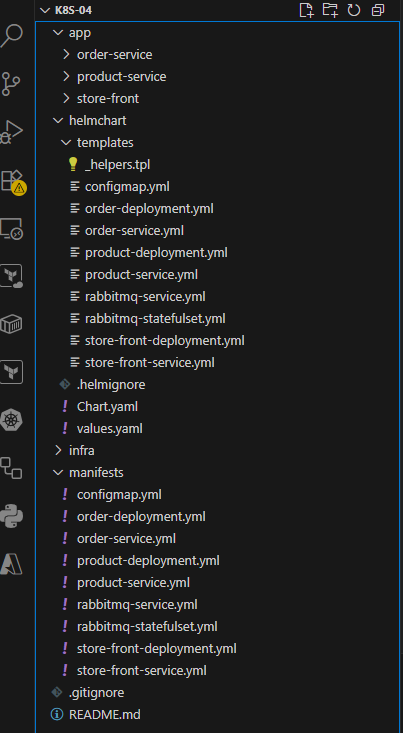 K8S-04
app
order-service
product-service
store-front
helmchart
templates
_helpers.tpl
configmap.yml
order-deployment.yml
order-service.yml
product-deployment.yml
product-service.yml
rabbitmq-service.yml
rabbitmq-statefulset.yml
store-front-deployment.yml
store-front-service.yml
.helmignore
Chart.yaml
values.yaml
infra
manifests
configmap.yml
order-deployment.yml
order-service.yml
product-deployment.yml
product-service.yml
rabbitmq-service.yml
rabbitmq-statefulset.yml
store-front-deployment.yml
store-front-service.yml
.gitignore
README.md